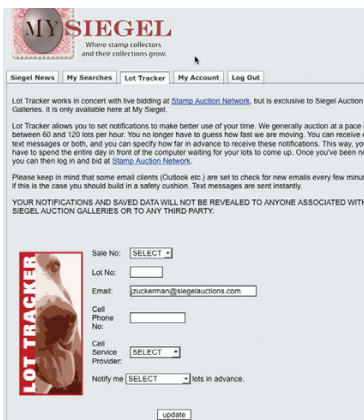 MY SIEGEL
Where stamp collectors
and their collections grow.
Siegel News My Searches Lot Tracker My Account Log Out
Lot Tracker works in concert with live bidding at Stamp Auction Network, but is exclusive to Siegel Auction
Galleries. It is only available here at My Siegel.
Lot Tracker allows you to set notifications to make better use of your time. We generally auction at a pace
between 60 and 120 lots per hour. You no longer have to guess how fast we are moving. You can receive
text messages or both, and you can specify how far in advance to receive these notifications. This way, you
have to spend the entire day in front of the computer waiting for your lots to come up. Once you've been
you can then log in and bid at Stamp Auction Network.
Please keep in mind that some email clients (Outlook etc.) are set to check for new emails every few
if this is the case you should build in a safety cushion. Text messages are sent instantly.
YOUR NOTIFICATIONS AND SAVED DATA WILL NOT BE REVEALED TO ANYONE ASSOCIATED WITH
SIEGEL AUCTION GALLERIES OR TO ANY THIRD PARTY.
LOT TRACKER
Sale No: SELECT
Lot No:
Email: jzuckerman@siegelauctions.com
Cell
Phone
No:
Cell
Service
Provider: SELECT
Notify me SELECT lots in advance.
update